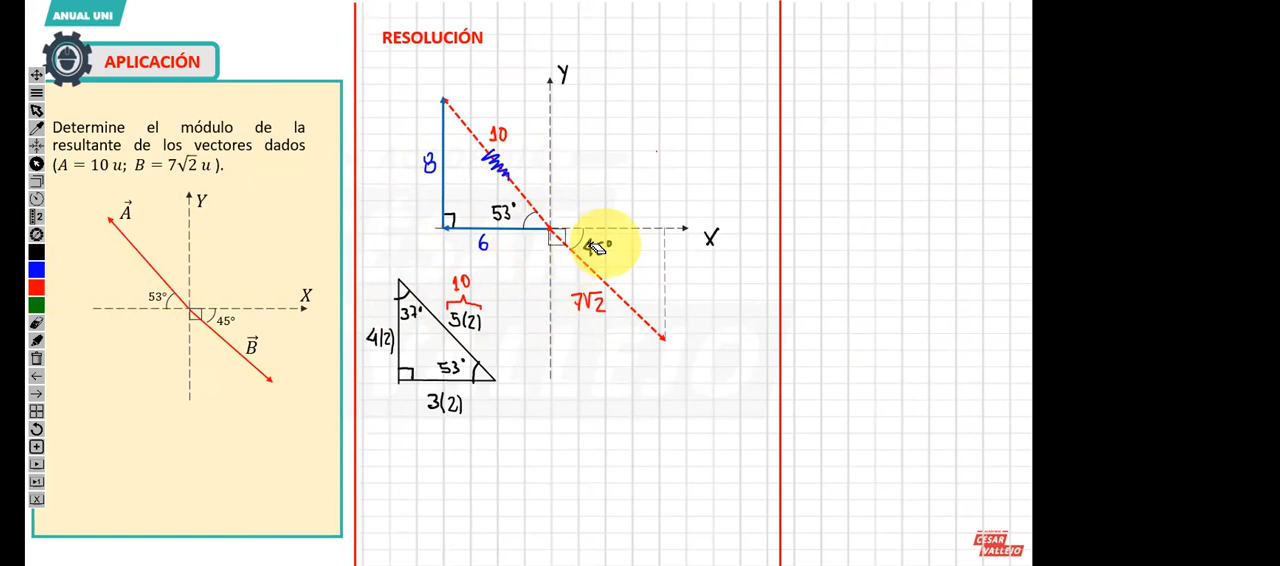 ANUAL UNI
APLICACIÓN
Determine el módulo de la
resultante de los vectores dados
(A = 10 u; B = 7√2 u ).
A⃗
Y
53°
X
45°
B⃗
RESOLUCIÓN
Y
10
8
53°
6
X
7√2
10
37°
5(2)
4(2)
53°
3(2)
ACADEMIA
CÉSAR
VALLEJO